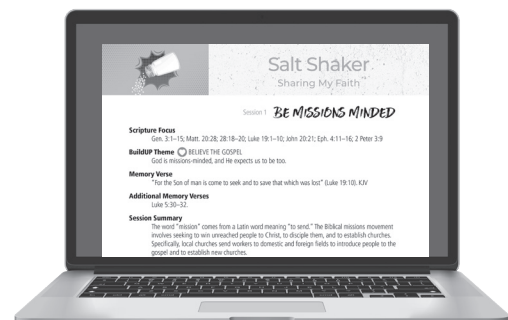 Salt Shaker
Sharing My Faith
Session 1 BE MISSIONS MINDED
Scripture Focus
Gen. 3:1–15; Matt. 20:28; 28:18–20; Luke 19:1–10; John 20:21; Eph. 4:11–16; 2 Peter 3:9
BuildUP Theme BELIEVE THE GOSPEL
God is missions-minded, and He expects us to be too.
Memory Verse
“For the Son of man is come to seek and to save that which was lost” (Luke 19:10). KJV
Additional Memory Verses
Luke 5:30–32.
Session Summary
The word “mission” comes from a Latin word meaning “to send.” The Biblical missions movement
involves seeking to win unreached people to Christ, to disciple them, and to establish churches.
Specifically, local churches send workers to domestic and foreign fields to introduce people to the
gospel and to establish new churches.